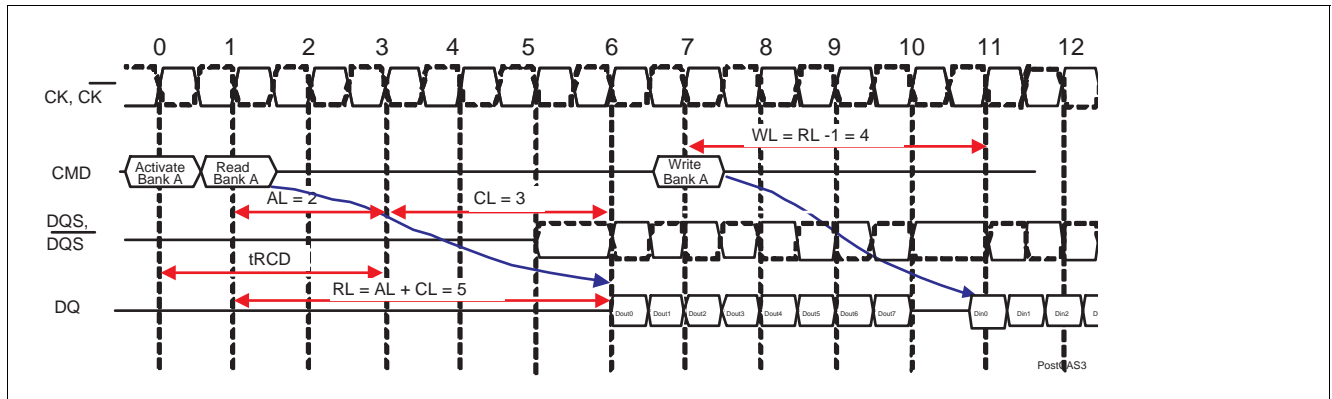 0 1 2 3 4 5 6 7 8 9 10 11 12
CK, CK
WL = RL -1 = 4
CMD
Activate Bank A
Read Bank A
Write Bank A
AL = 2
CL = 3
DQS,
DQS
tRCD
RL = AL + CL = 5
DQ
Dout0 Dout1 Dout2 Dout3 Dout4 Dout5 Dout6 Dout7 Din0 Din1 Din2 D
PostCAS3